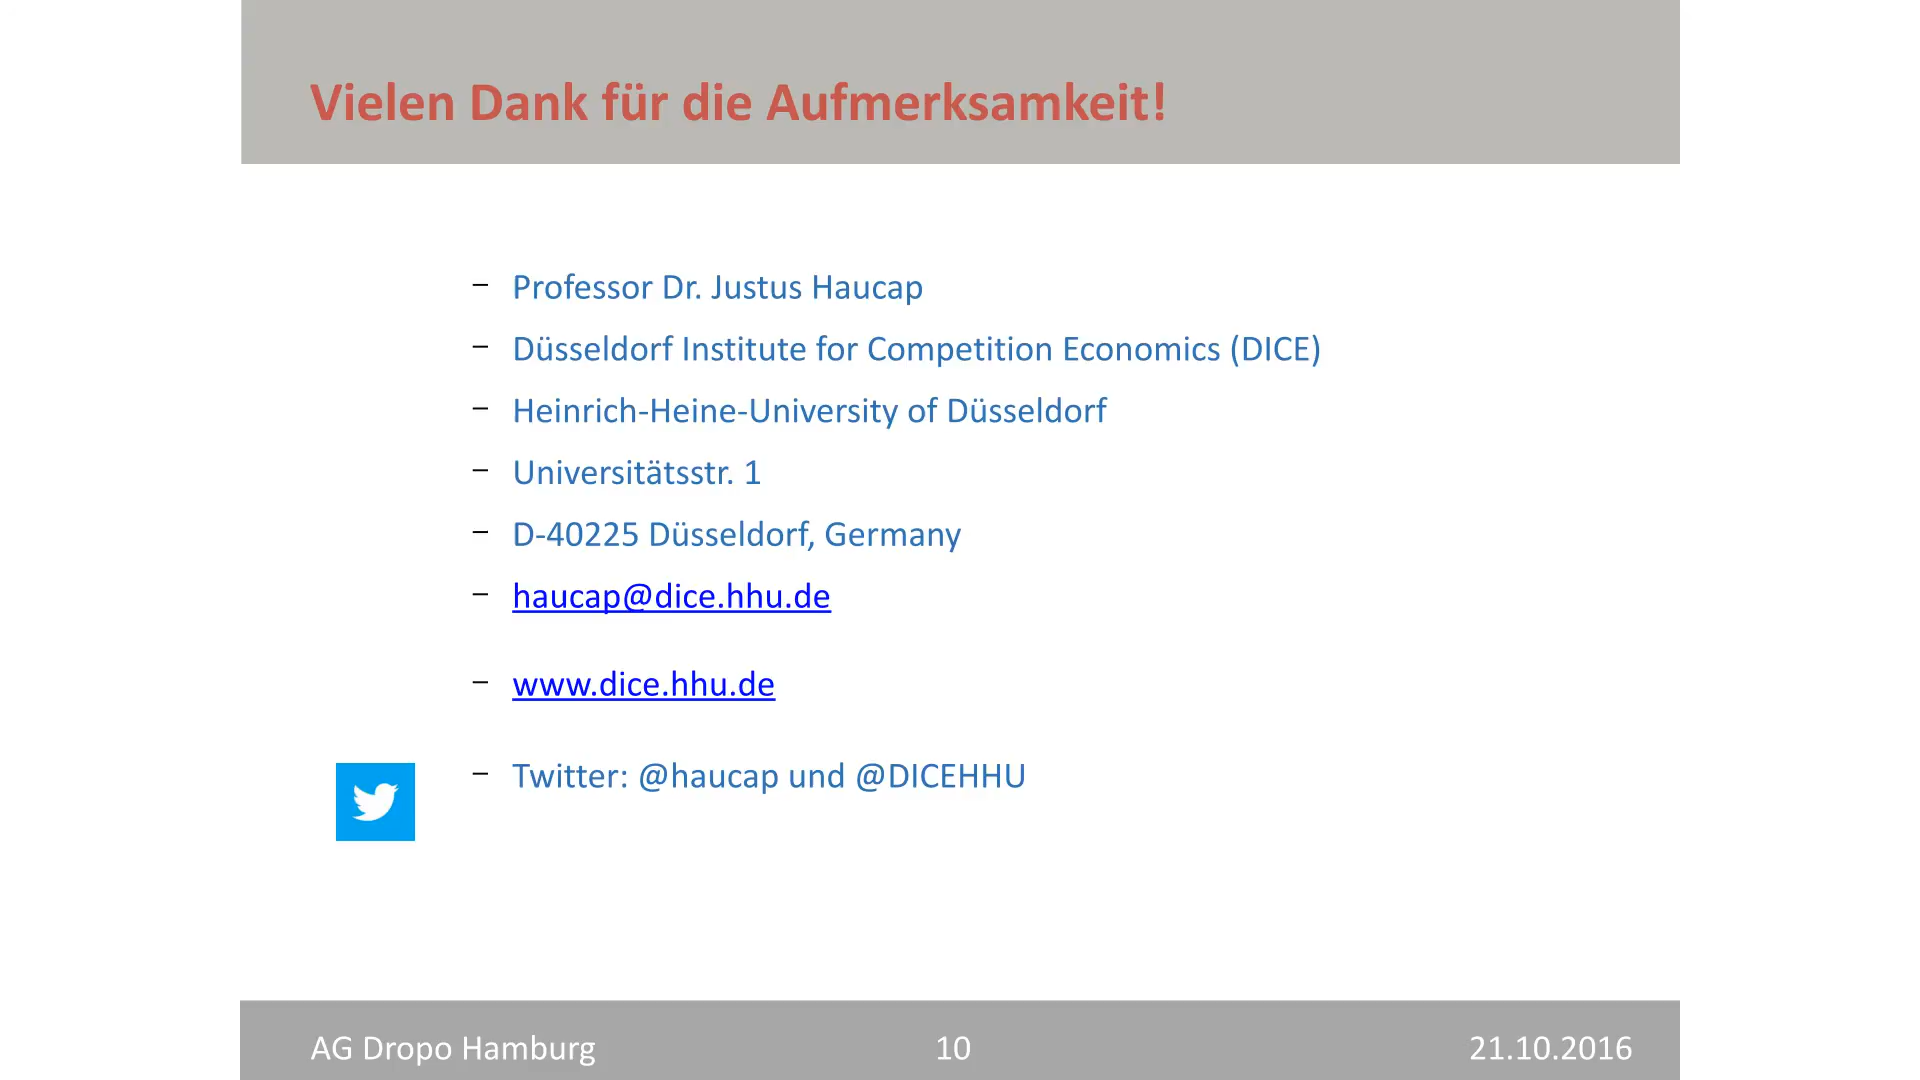 Vielen Dank für die Aufmerksamkeit!
– Professor Dr. Justus Haucap
– Düsseldorf Institute for Competition Economics (DICE)
– Heinrich-Heine-University of Düsseldorf
– Universitätsstr. 1
– D-40225 Düsseldorf, Germany
– haucap@dice.hhu.de
– www.dice.hhu.de
– Twitter: @haucap und @DICEHHU
AG Dropo Hamburg 10 21.10.2016